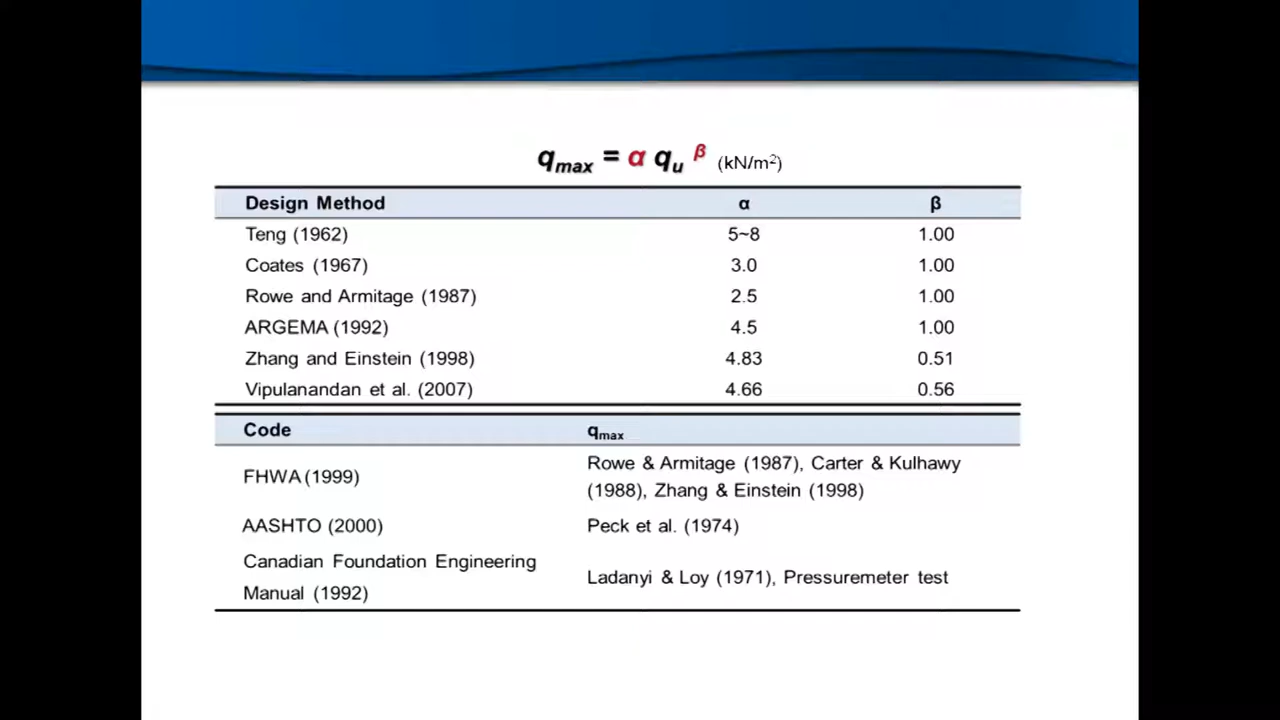 qmax = α qu β (kN/m²)
Design Method α β
Teng (1962) 5~8 1.00
Coates (1967) 3.0 1.00
Rowe and Armitage (1987) 2.5 1.00
ARGEMA (1992) 4.5 1.00
Zhang and Einstein (1998) 4.83 0.51
Vipulanandan et al. (2007) 4.66 0.56
Code qmax
FHWA (1999) Rowe & Armitage (1987), Carter & Kulhawy
(1988), Zhang & Einstein (1998)
AASHTO (2000) Peck et al. (1974)
Canadian Foundation Engineering
Manual (1992) Ladanyi & Loy (1971), Pressuremeter test